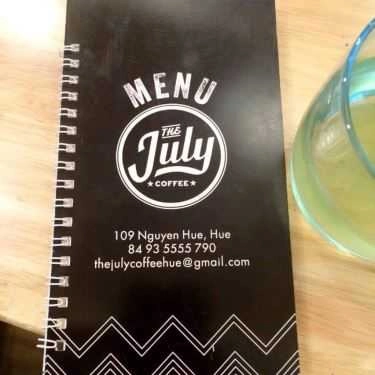 MENU
THE
July
★ COFFEE ★
109 Nguyen Hue, Hue
84 93 5555 790
thejulycoffeehue@gmail.com